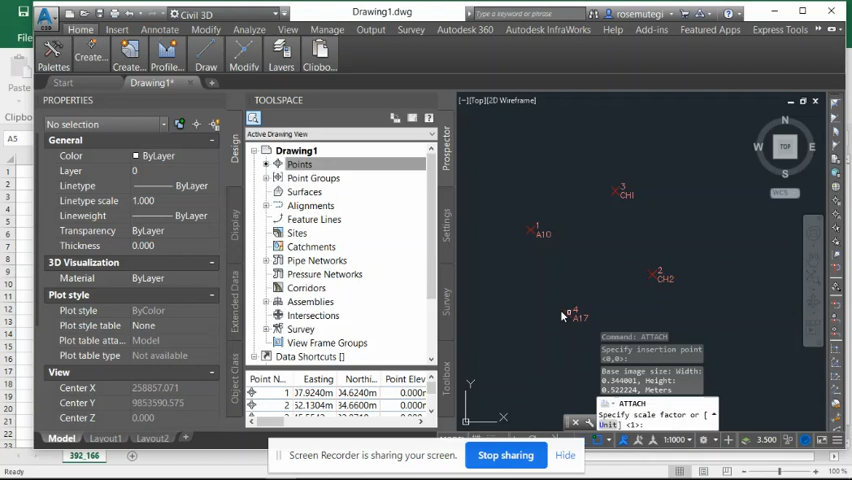 Civil 3D
Drawing1.dwg
Type a keyword or phrase
rosemutegi
Home Insert Annotate Modify Analyze View Manage Output Survey Autodesk 360 Autodesk InfraWorks Help Add-ins Featured Apps Express Tools
Palettes Create... Create... Profile... Draw Modify Layers Clipbo...
Start Drawing1*
PROPERTIES
No selection
General
Color ByLayer
Layer 0
Linetype ByLayer
Linetype scale 1.000
Lineweight ByLayer
Transparency ByLayer
Thickness 0.000
3D Visualization
Material ByLayer
Plot style
Plot style ByColor
Plot style table None
Plot table atta... Model
Plot table type Not available
View
Center X 258857.071
Center Y 9853590.575
Center Z 0.000
Design
Display
Extended Data
Object Class
TOOLSPACE
Active Drawing View
Drawing1
Points
Point Groups
Surfaces
Alignments
Feature Lines
Sites
Catchments
Pipe Networks
Pressure Networks
Corridors
Assemblies
Intersections
Survey
View Frame Groups
Data Shortcuts []
Point N... Easting Northi... Point Elev
1 07.9240m 04.6240m 0.000m
2 62.1304m 34.6600m 0.000m
Prospector
Settings
Survey
Toolbox
[−][Top][2D Wireframe]
N
W TOP E
S
WCS
3
CH1
1
A10
2
CH2
4
A17
Command: ATTACH
Specify insertion point
<0,0>:
Base image size: Width:
0.344001, Height:
0.522224, Meters
ATTACH
Specify scale factor or [
Unit] <1>:
Y
X
Model Layout1 Layout2
1:1000
3.500
Screen Recorder is sharing your screen.
Stop sharing
Hide
Paste
A5
392_166
Ready
100 %